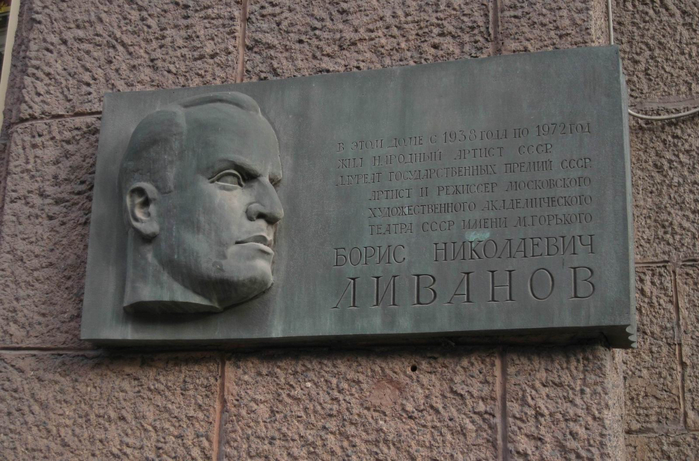 В ЭТОМ ДОМЕ С 1938 ГОДА ПО 1972 ГОД
ЖИЛ НАРОДНЫЙ АРТИСТ СССР
ЛАУРЕАТ ГОСУДАРСТВЕННЫХ ПРЕМИЙ СССР
АРТИСТ И РЕЖИССЕР МОСКОВСКОГО
ХУДОЖЕСТВЕННОГО АКАДЕМИЧЕСКОГО
ТЕАТРА СССР ИМЕНИ М.ГОРЬКОГО
БОРИС НИКОЛАЕВИЧ
ЛИВАНОВ